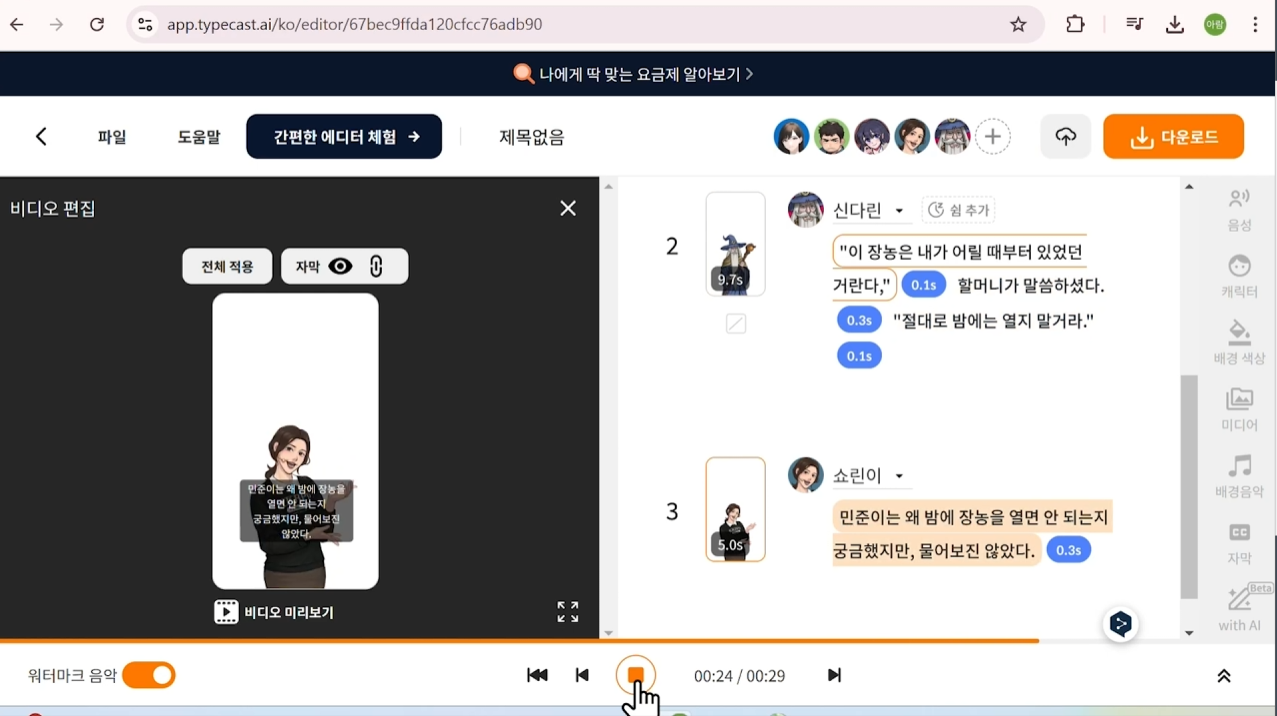 app.typecast.ai/ko/editor/67bec9ffda120cfcc76adb90
아람
나에게 딱 맞는 요금제 알아보기 >
파일 도움말 간편한 에디터 체험 → 제목없음 다운로드
비디오 편집
전체 적용 자막
민준이는 왜 밤에 장농을
열면 안 되는지
궁금했지만, 물어보진
않았다.
비디오 미리보기
2
9.7s
신다린 쉼 추가
"이 장농은 내가 어릴 때부터 있었던
거란다," 0.1s 할머니가 말씀하셨다.
0.3s "절대로 밤에는 열지 말거라."
0.1s
3
5.0s
쇼린이
민준이는 왜 밤에 장농을 열면 안 되는지
궁금했지만, 물어보진 않았다. 0.3s
음성
캐릭터
배경 색상
미디어
배경음악
CC
자막
Beta
with AI
워터마크 음악 00:24 / 00:29